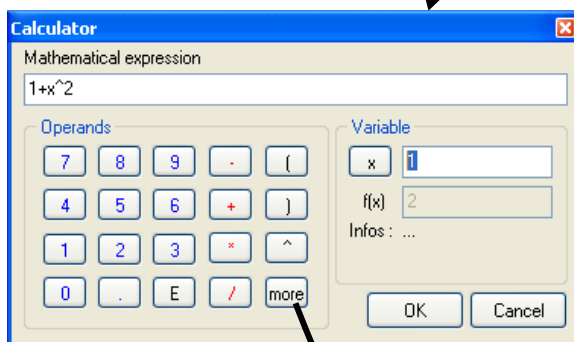 Calculator
Mathematical expression
1+x^2
Operands
7 8 9 - (
4 5 6 + )
1 2 3 * ^
0 . E / more
Variable
x 1
f(x) 2
Infos : ...
OK Cancel